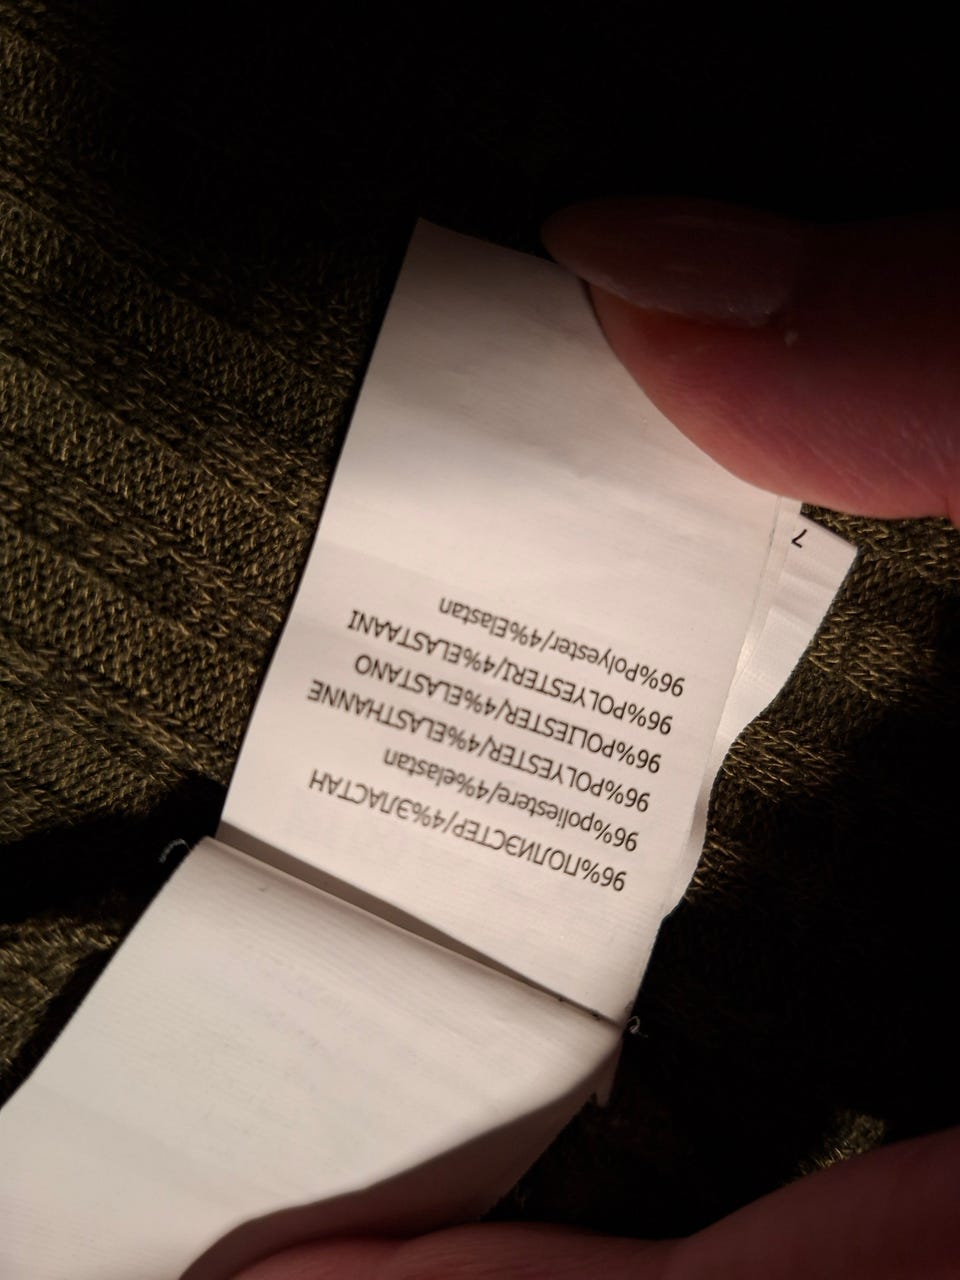 96%ПОЛИЭСТЕР/4%ЭЛАСТАН
96%poliestere/4%elastan
96%POLYESTER/4%ELASTHANNE
96%POLIESTER/4%ELASTANO
96%POLYESTERI/4%ELASTAANI
96%Polyester/4%Elastan